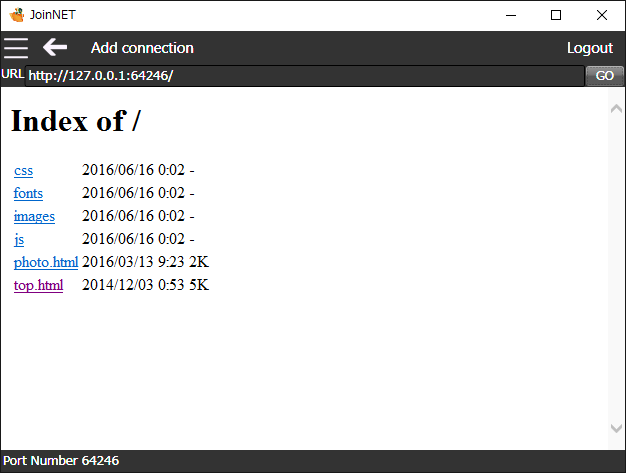 JoinNET
Add connection Logout
URL http://127.0.0.1:64246/ GO
Index of /
css 2016/06/16 0:02 -
fonts 2016/06/16 0:02 -
images 2016/06/16 0:02 -
js 2016/06/16 0:02 -
photo.html 2016/03/13 9:23 2K
top.html 2014/12/03 0:53 5K
Port Number 64246